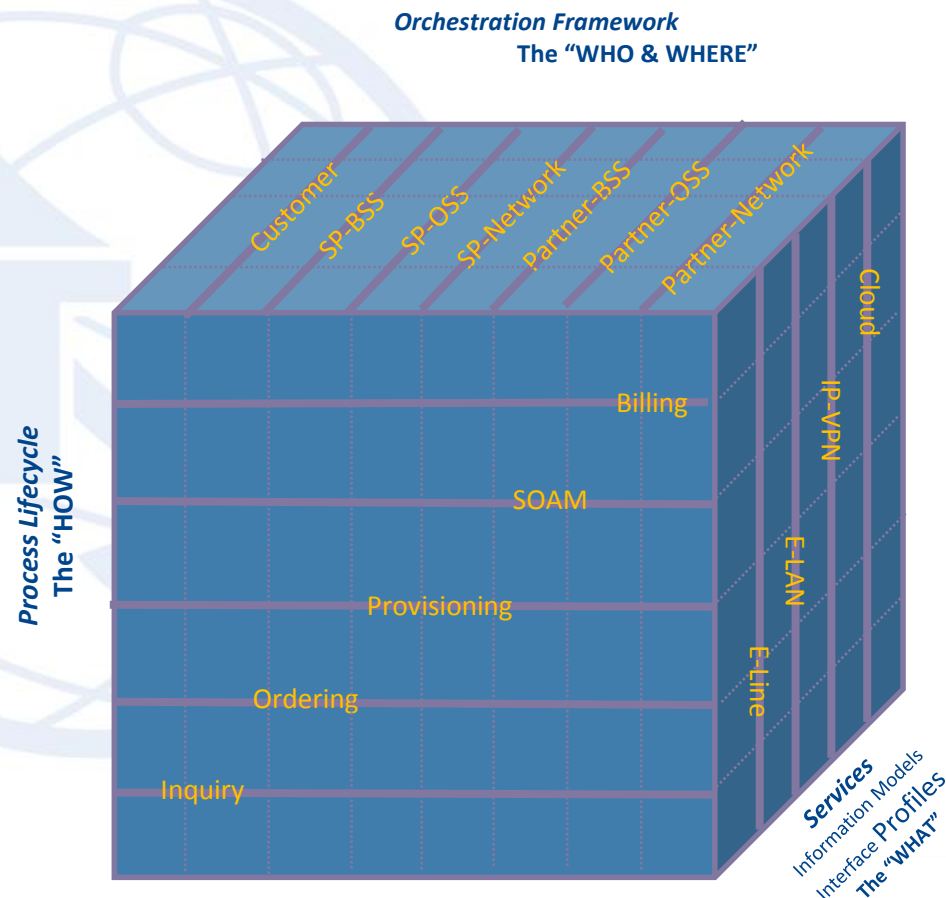 Orchestration Framework
The “WHO & WHERE”
Customer
SP-BSS
SP-OSS
SP-Network
Partner-BSS
Partner-OSS
Partner-Network
Process Lifecycle
The “HOW”
Billing
SOAM
Provisioning
Ordering
Inquiry
E-Line
E-LAN
IP-VPN
Cloud
Services
Information Models
Interface Profiles
The “WHAT”